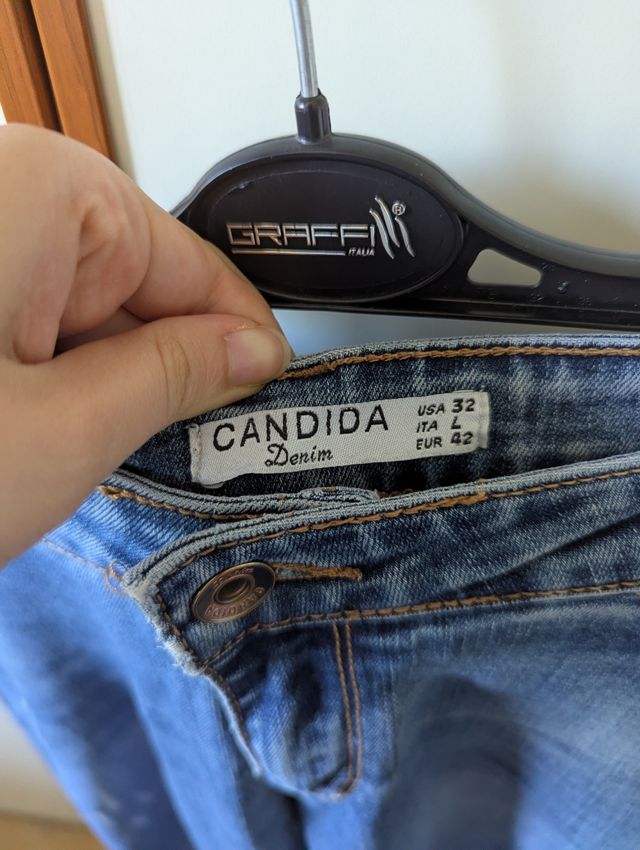 GRAFFI
®
ITALIA
CANDIDA
Denim
USA 32
ITA L
EUR 42